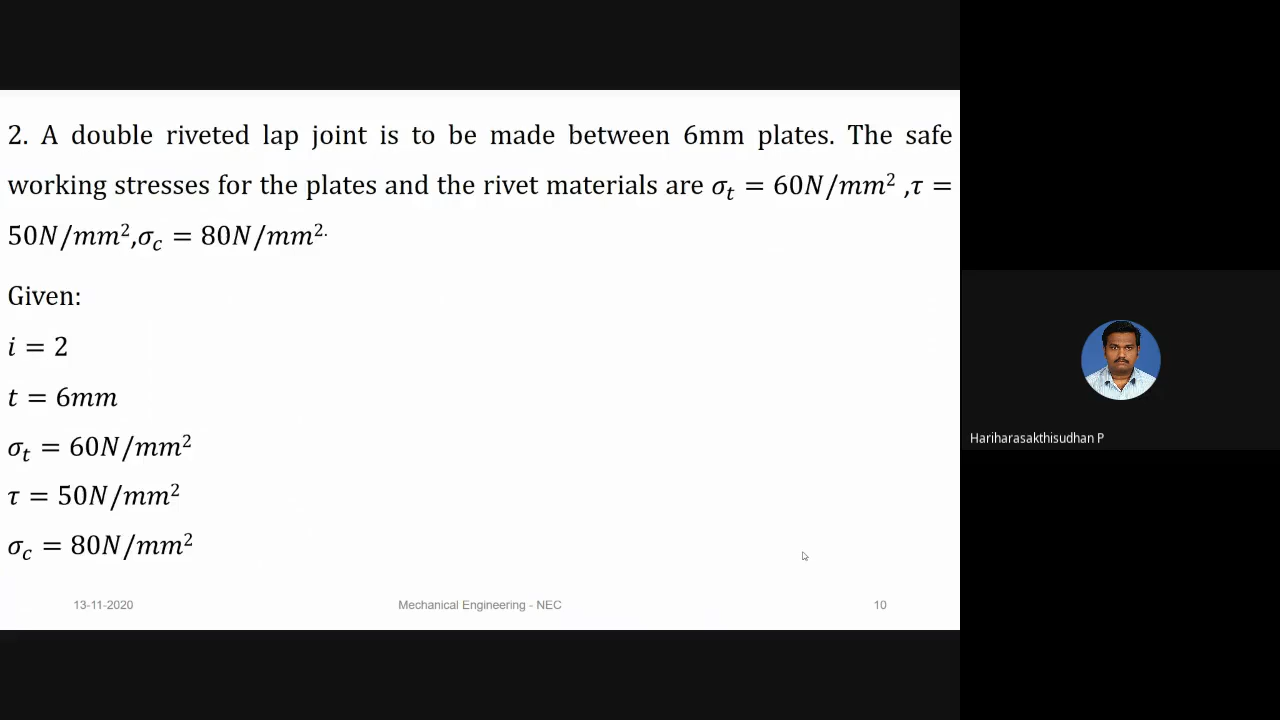 2. A double riveted lap joint is to be made between 6mm plates. The safe
working stresses for the plates and the rivet materials are σₜ = 60N/mm² ,τ =
50N/mm²,σ_c = 80N/mm².
Given:
i = 2
t = 6mm
σₜ = 60N/mm²
τ = 50N/mm²
σ_c = 80N/mm²
13-11-2020 Mechanical Engineering - NEC 10
Hariharasakthisudhan P